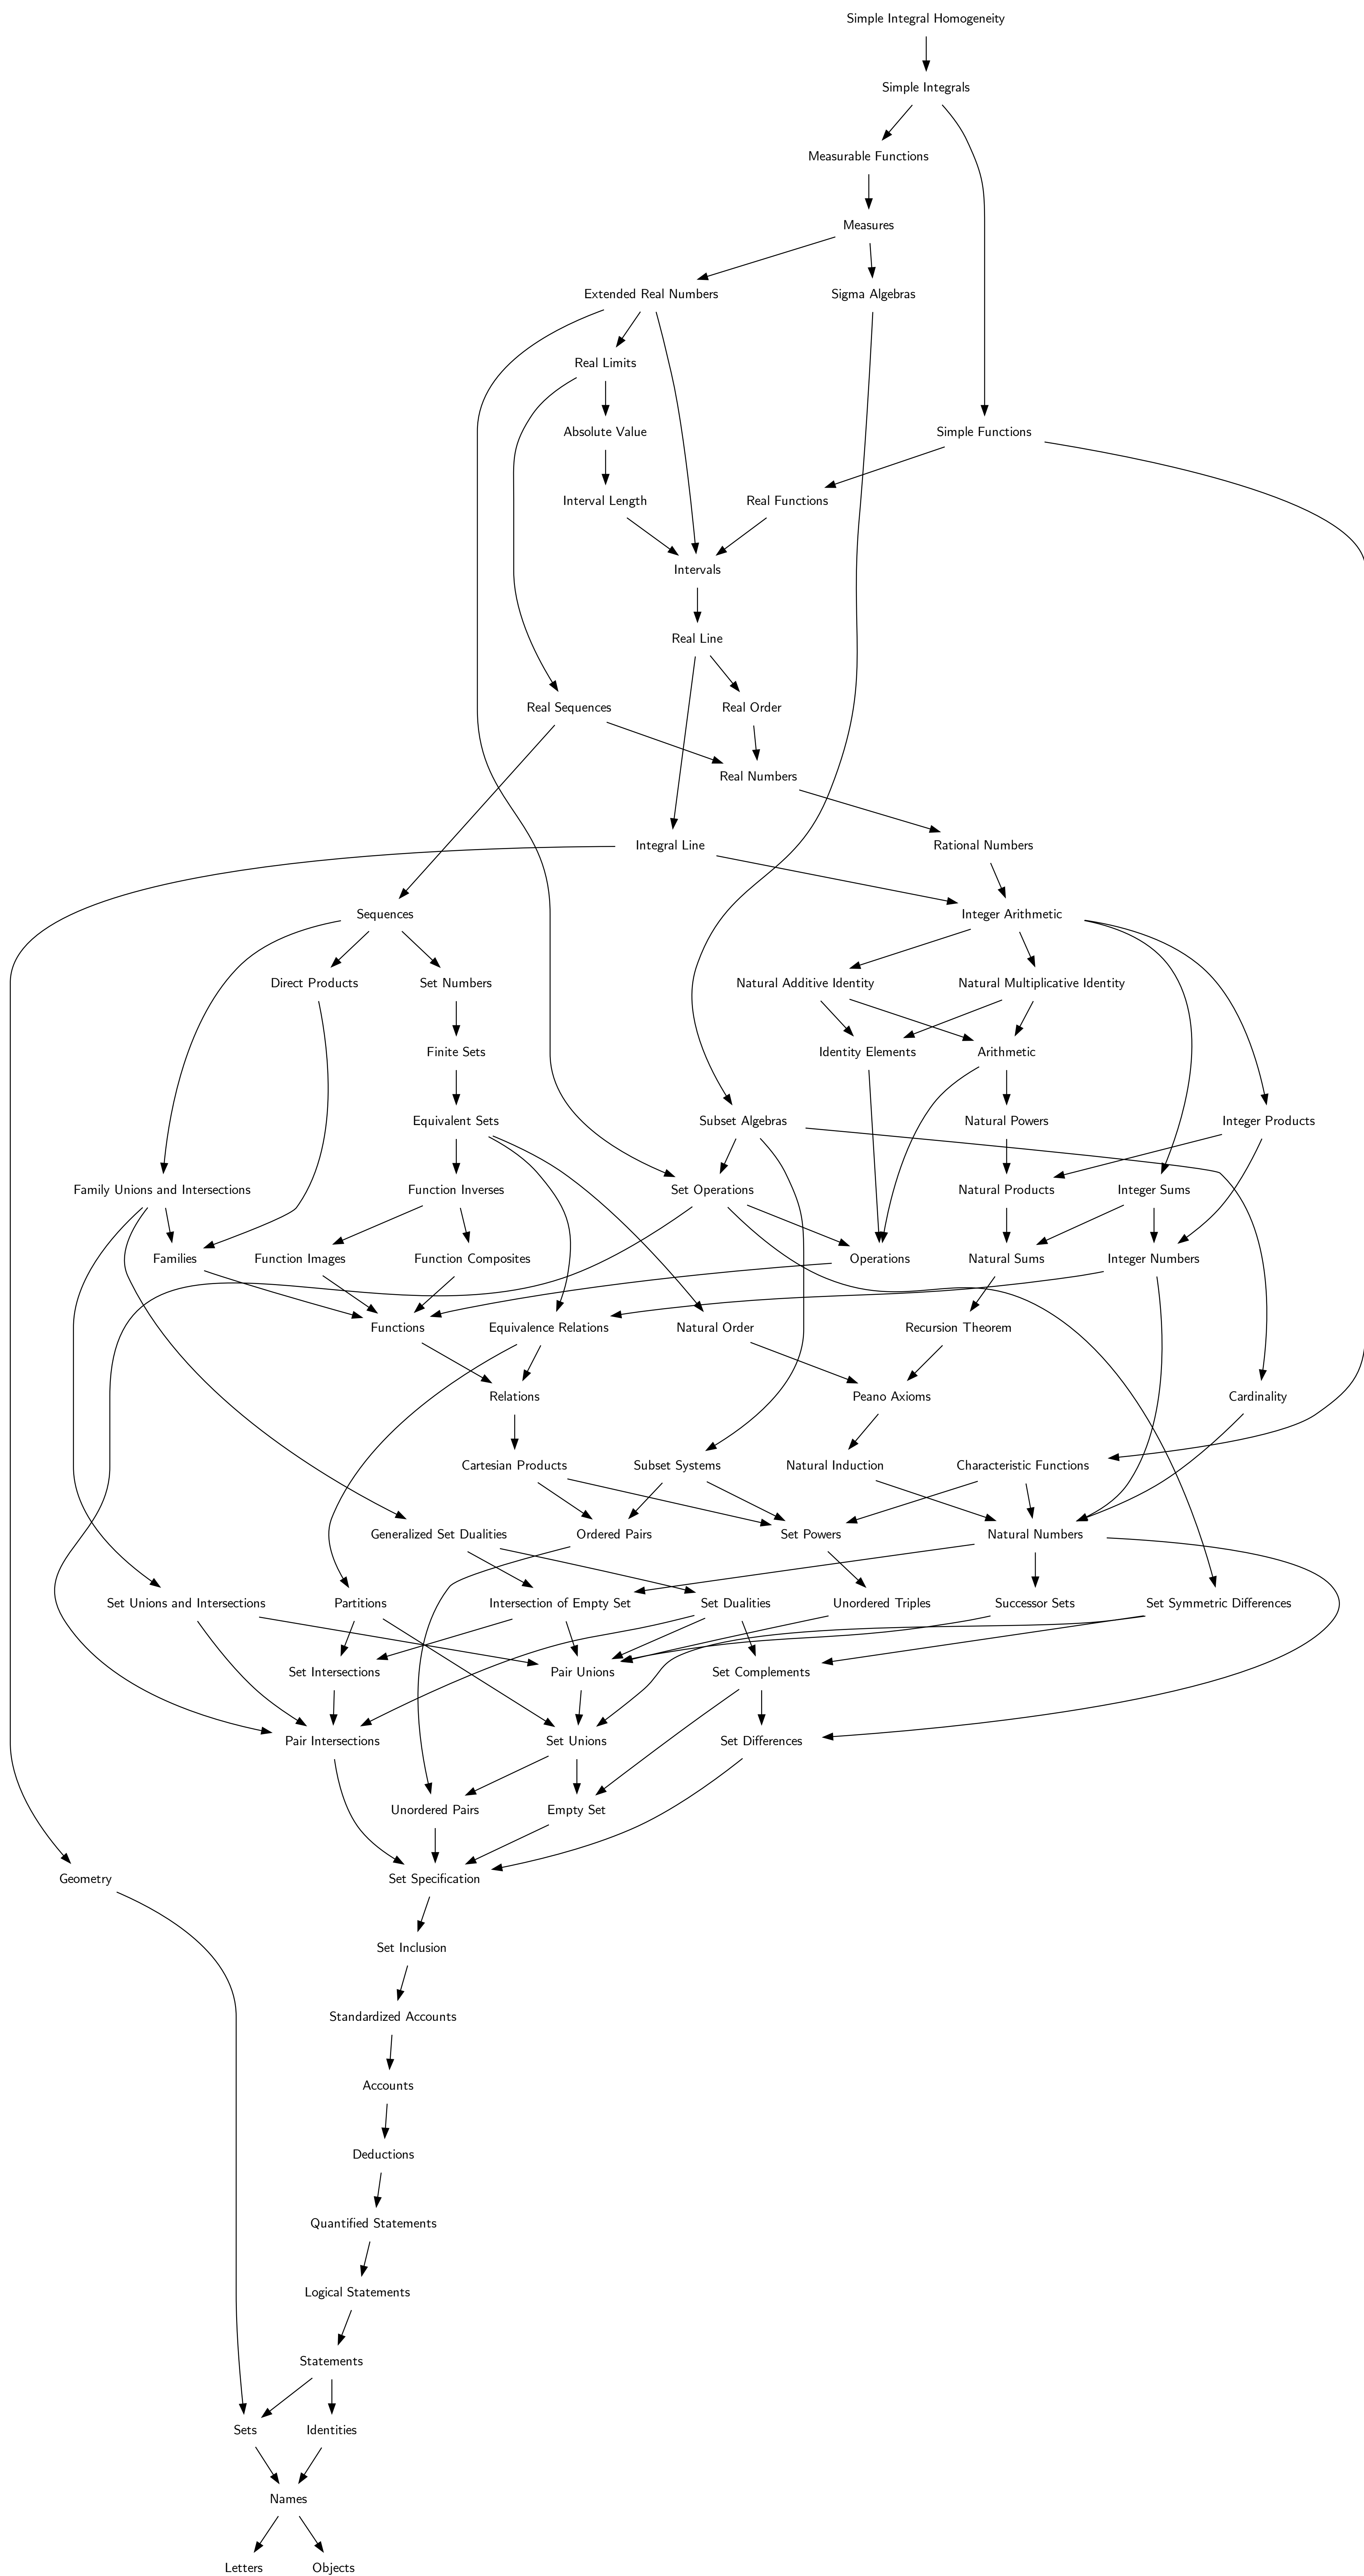 Simple Integral Homogeneity
Simple Integrals
Measurable Functions
Measures
Extended Real Numbers
Sigma Algebras
Real Limits
Absolute Value
Simple Functions
Interval Length
Real Functions
Intervals
Real Line
Real Sequences
Real Order
Real Numbers
Integral Line
Rational Numbers
Sequences
Integer Arithmetic
Direct Products
Set Numbers
Natural Additive Identity
Natural Multiplicative Identity
Finite Sets
Identity Elements
Arithmetic
Equivalent Sets
Subset Algebras
Natural Powers
Integer Products
Family Unions and Intersections
Function Inverses
Set Operations
Natural Products
Integer Sums
Families
Function Images
Function Composites
Operations
Natural Sums
Integer Numbers
Functions
Equivalence Relations
Natural Order
Recursion Theorem
Relations
Peano Axioms
Cardinality
Cartesian Products
Subset Systems
Natural Induction
Characteristic Functions
Generalized Set Dualities
Ordered Pairs
Set Powers
Natural Numbers
Set Unions and Intersections
Partitions
Intersection of Empty Set
Set Dualities
Unordered Triples
Successor Sets
Set Symmetric Differences
Set Intersections
Pair Unions
Set Complements
Pair Intersections
Set Unions
Set Differences
Unordered Pairs
Empty Set
Geometry
Set Specification
Set Inclusion
Standardized Accounts
Accounts
Deductions
Quantified Statements
Logical Statements
Statements
Sets
Identities
Names
Letters
Objects